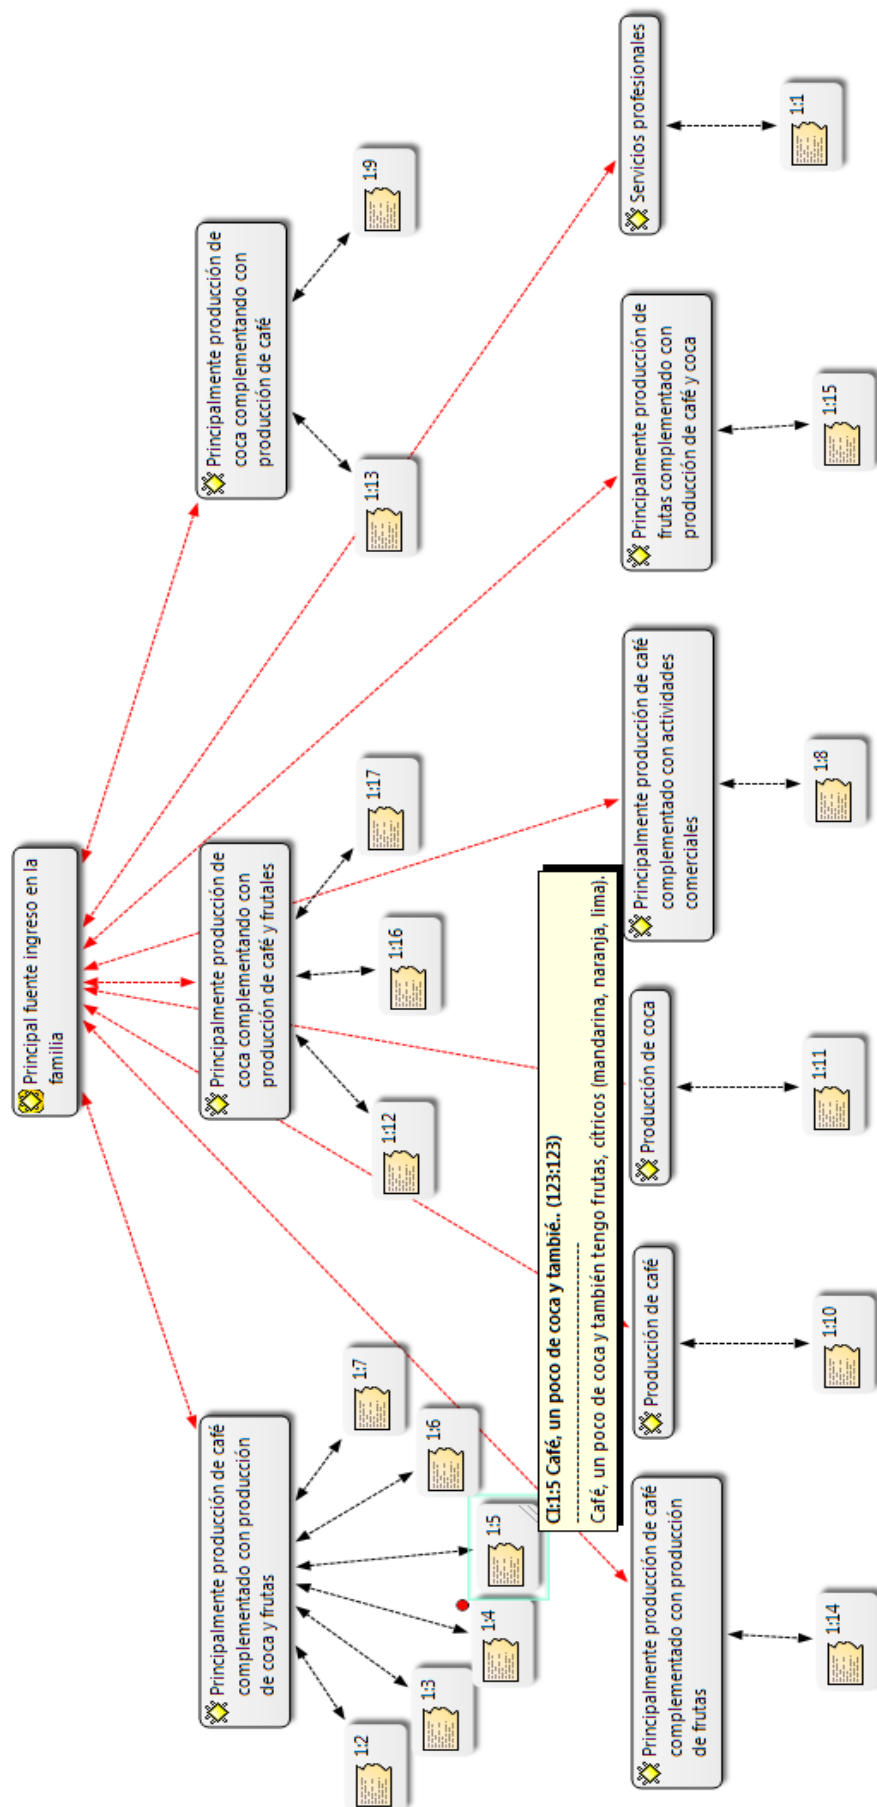 Principal fuente ingreso en la
familia
Principalmente producción de café
complementado con producción
de coca y frutas
Principalmente producción de
coca complementando con
producción de café y frutales
Principalmente producción de
coca complementando con
producción de café
1:2
1:3
1:4
1:5
1:6
1:7
1:12
1:16
1:17
1:13
1:9
CI:1:5 Café, un poco de coca y tambié.. (123:123)
--------------------------------------------------
Café, un poco de coca y también tengo frutas, cítricos (mandarina, naranja, lima).
Principalmente producción de café
complementado con producción
de frutas
Producción de café
Producción de coca
Principalmente producción de café
complementado con actividades
comerciales
Principalmente producción de
frutas complementado con
producción de café y coca
Servicios profesionales
1:14
1:10
1:11
1:8
1:15
1:1